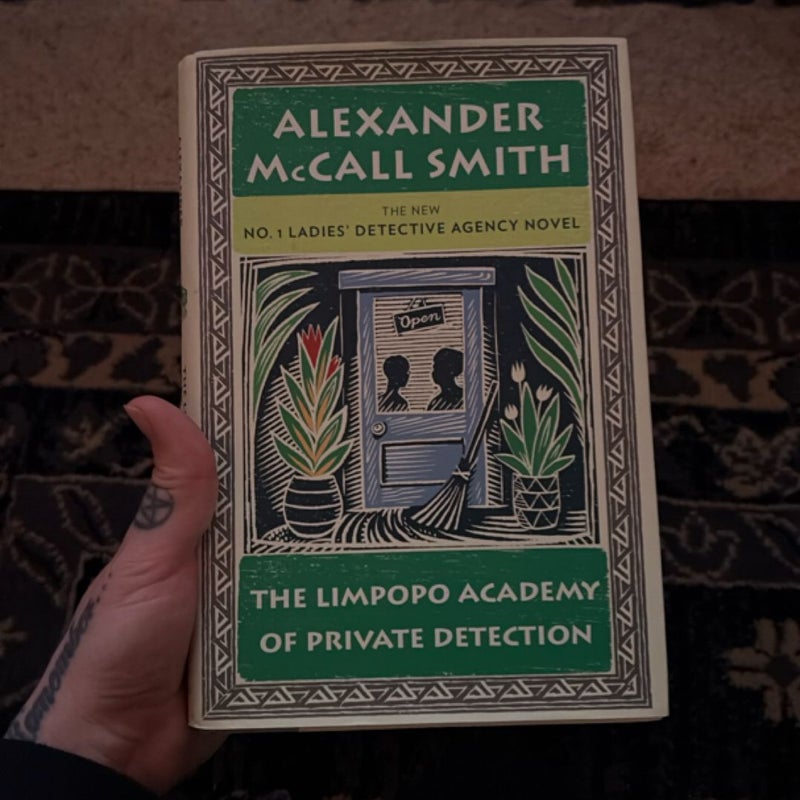 ALEXANDER
McCALL SMITH
THE NEW
NO. 1 LADIES' DETECTIVE AGENCY NOVEL
Open
THE LIMPOPO ACADEMY
OF PRIVATE DETECTION